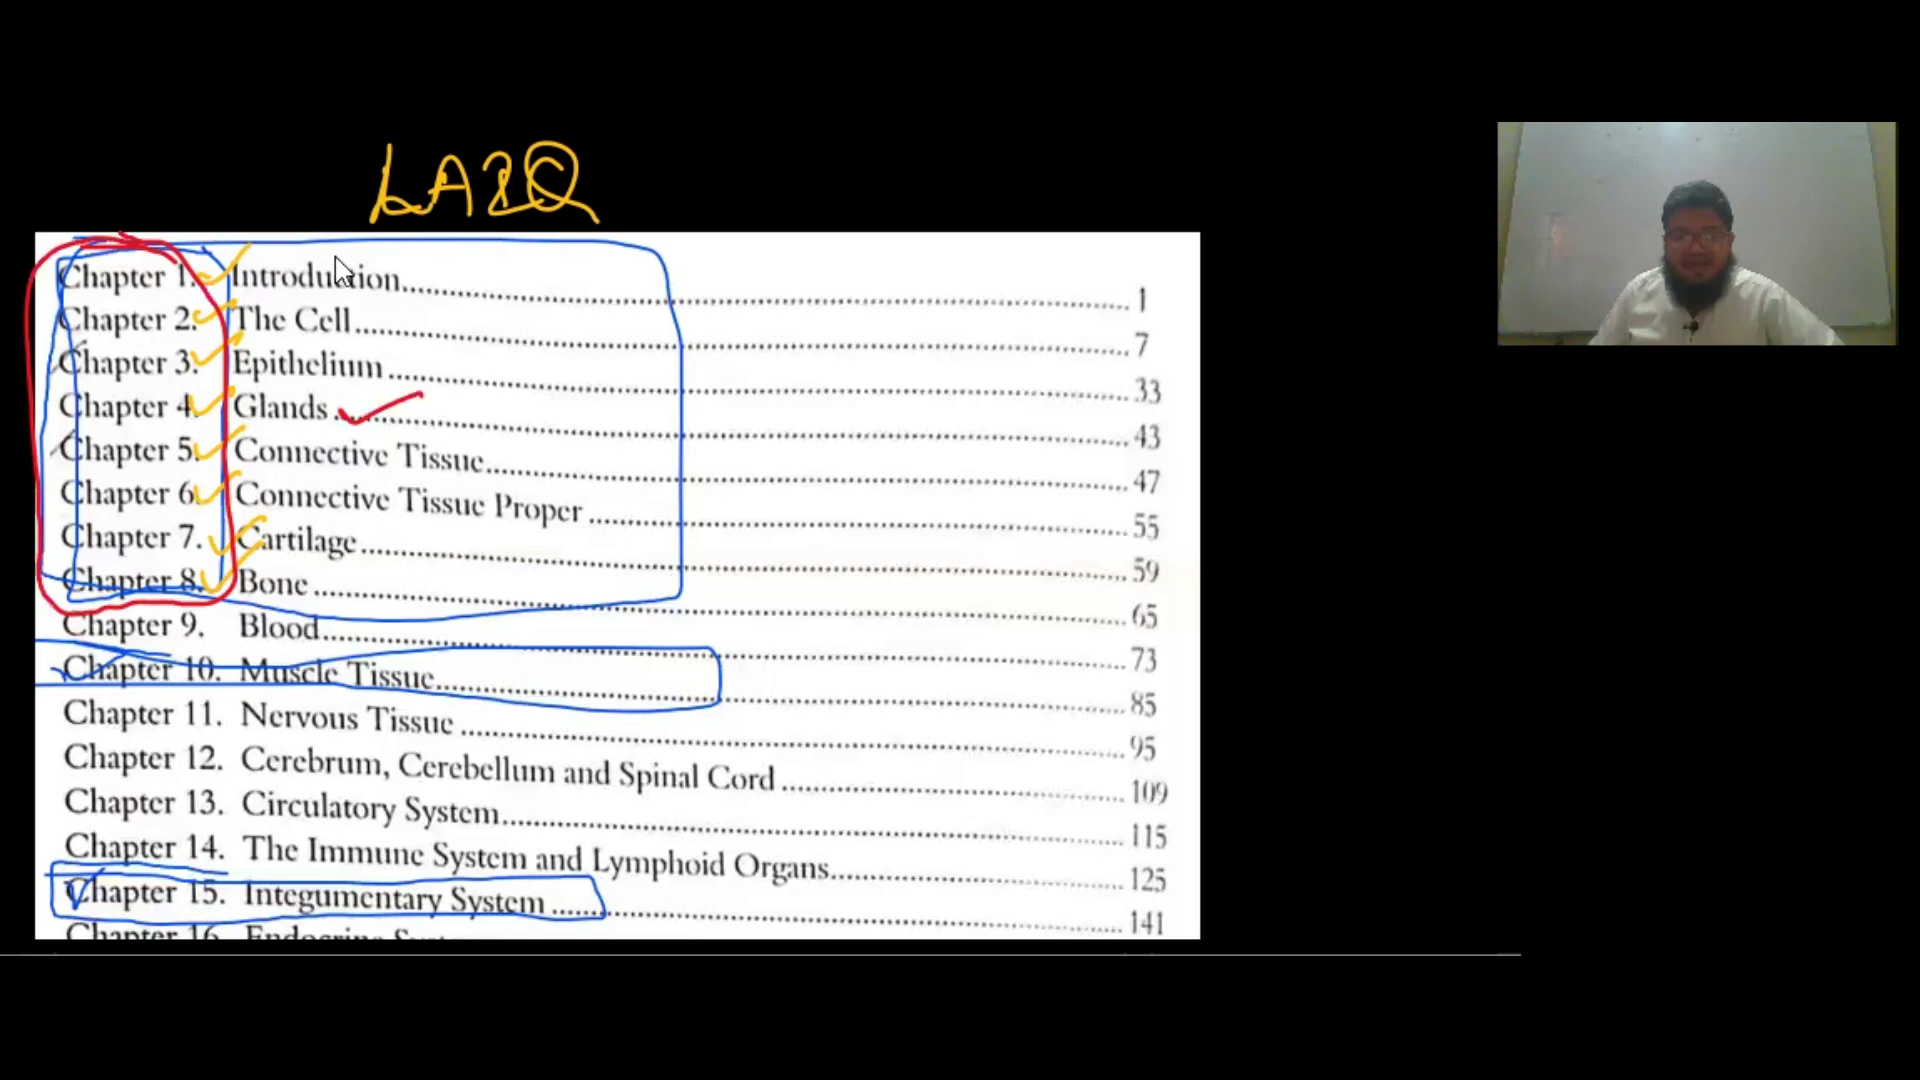 LAIQ
Chapter 1. Introduction 1
Chapter 2. The Cell 7
Chapter 3. Epithelium 33
Chapter 4. Glands 43
Chapter 5. Connective Tissue 47
Chapter 6. Connective Tissue Proper 55
Chapter 7. Cartilage 59
Chapter 8. Bone 65
Chapter 9. Blood 73
Chapter 10. Muscle Tissue 85
Chapter 11. Nervous Tissue 95
Chapter 12. Cerebrum, Cerebellum and Spinal Cord 109
Chapter 13. Circulatory System 115
Chapter 14. The Immune System and Lymphoid Organs 125
Chapter 15. Integumentary System 141
Chapter 16. Endocrine